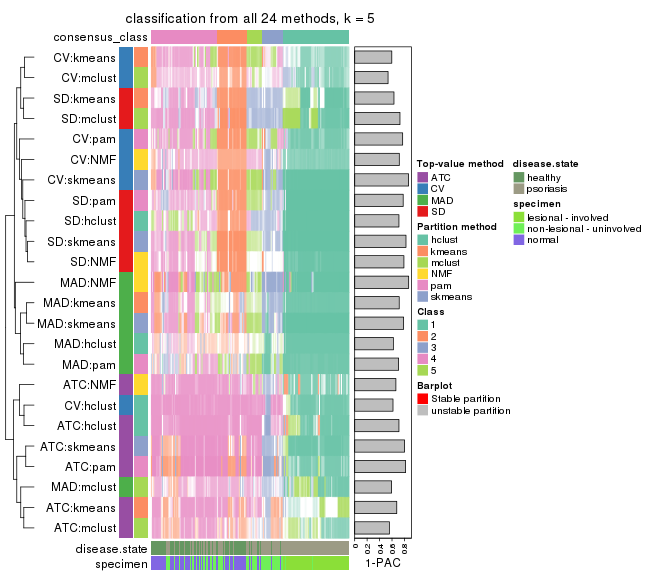 classification from all 24 methods, k = 5
consensus_class
CV:kmeans
CV:mclust
SD:kmeans
SD:mclust
CV:pam
CV:NMF
CV:skmeans
SD:pam
SD:hclust
SD:skmeans
SD:NMF
MAD:NMF
MAD:kmeans
MAD:skmeans
MAD:hclust
MAD:pam
ATC:NMF
CV:hclust
ATC:hclust
ATC:skmeans
ATC:pam
MAD:mclust
ATC:kmeans
ATC:mclust
disease.state
specimen
0 0.2 0.4 0.6 0.8
1-PAC
Top-value method
ATC
CV
MAD
SD
Partition method
hclust
kmeans
mclust
NMF
pam
skmeans
Class
1
2
3
4
5
Barplot
Stable partition
unstable partition
disease.state
healthy
psoriasis
specimen
lesional - involved
non-lesional - uninvolved
normal